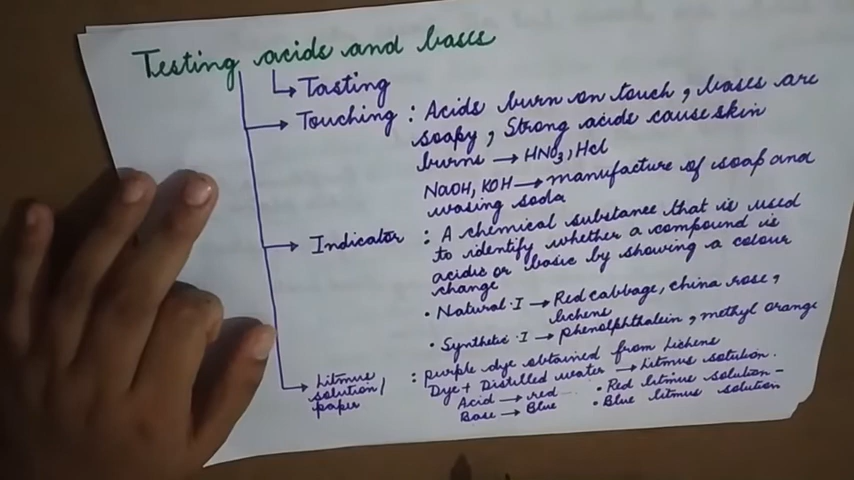 Testing acids and bases
Tasting
Touching : Acids burn on touch, bases are
soapy, Strong acids cause skin
burns → HNO3, Hcl
NaOH, KOH → manufacture of soap and
wasing soda
Indicator : A chemical substance that is used
to identify whether a compound is
acidic or basic by showing a colour
change
• Natural·I → Red cabbage, china rose,
lichens
• Synthetic·I → phenolphthalein, methyl orange
Litmus
solution/
paper
: purple dye obtained from Lichens
Dye + Distilled water → Litmus solution.
Acid → red • Red litmus solution -
Base → Blue • Blue litmus solution